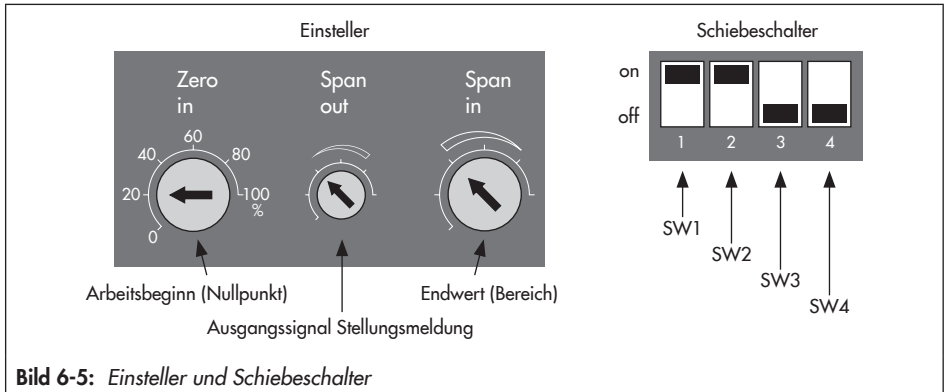 Einsteller
Schiebeschalter
Zero in
Span out
Span in
0
20
40
60
80
100
%
on
off
1 2 3 4
Arbeitsbeginn (Nullpunkt)
Endwert (Bereich)
Ausgangssignal Stellungsmeldung
SW1
SW2
SW3
SW4
Bild 6-5: Einsteller und Schiebeschalter